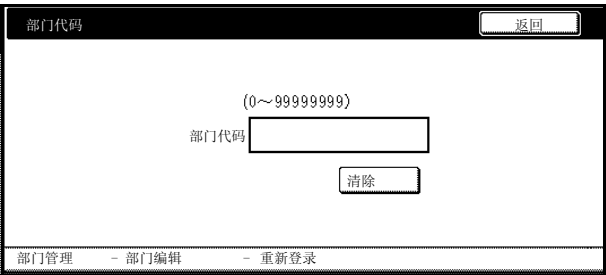 部门代码 返回
(0～99999999)
部门代码
清除
部门管理 - 部门编辑 - 重新登录